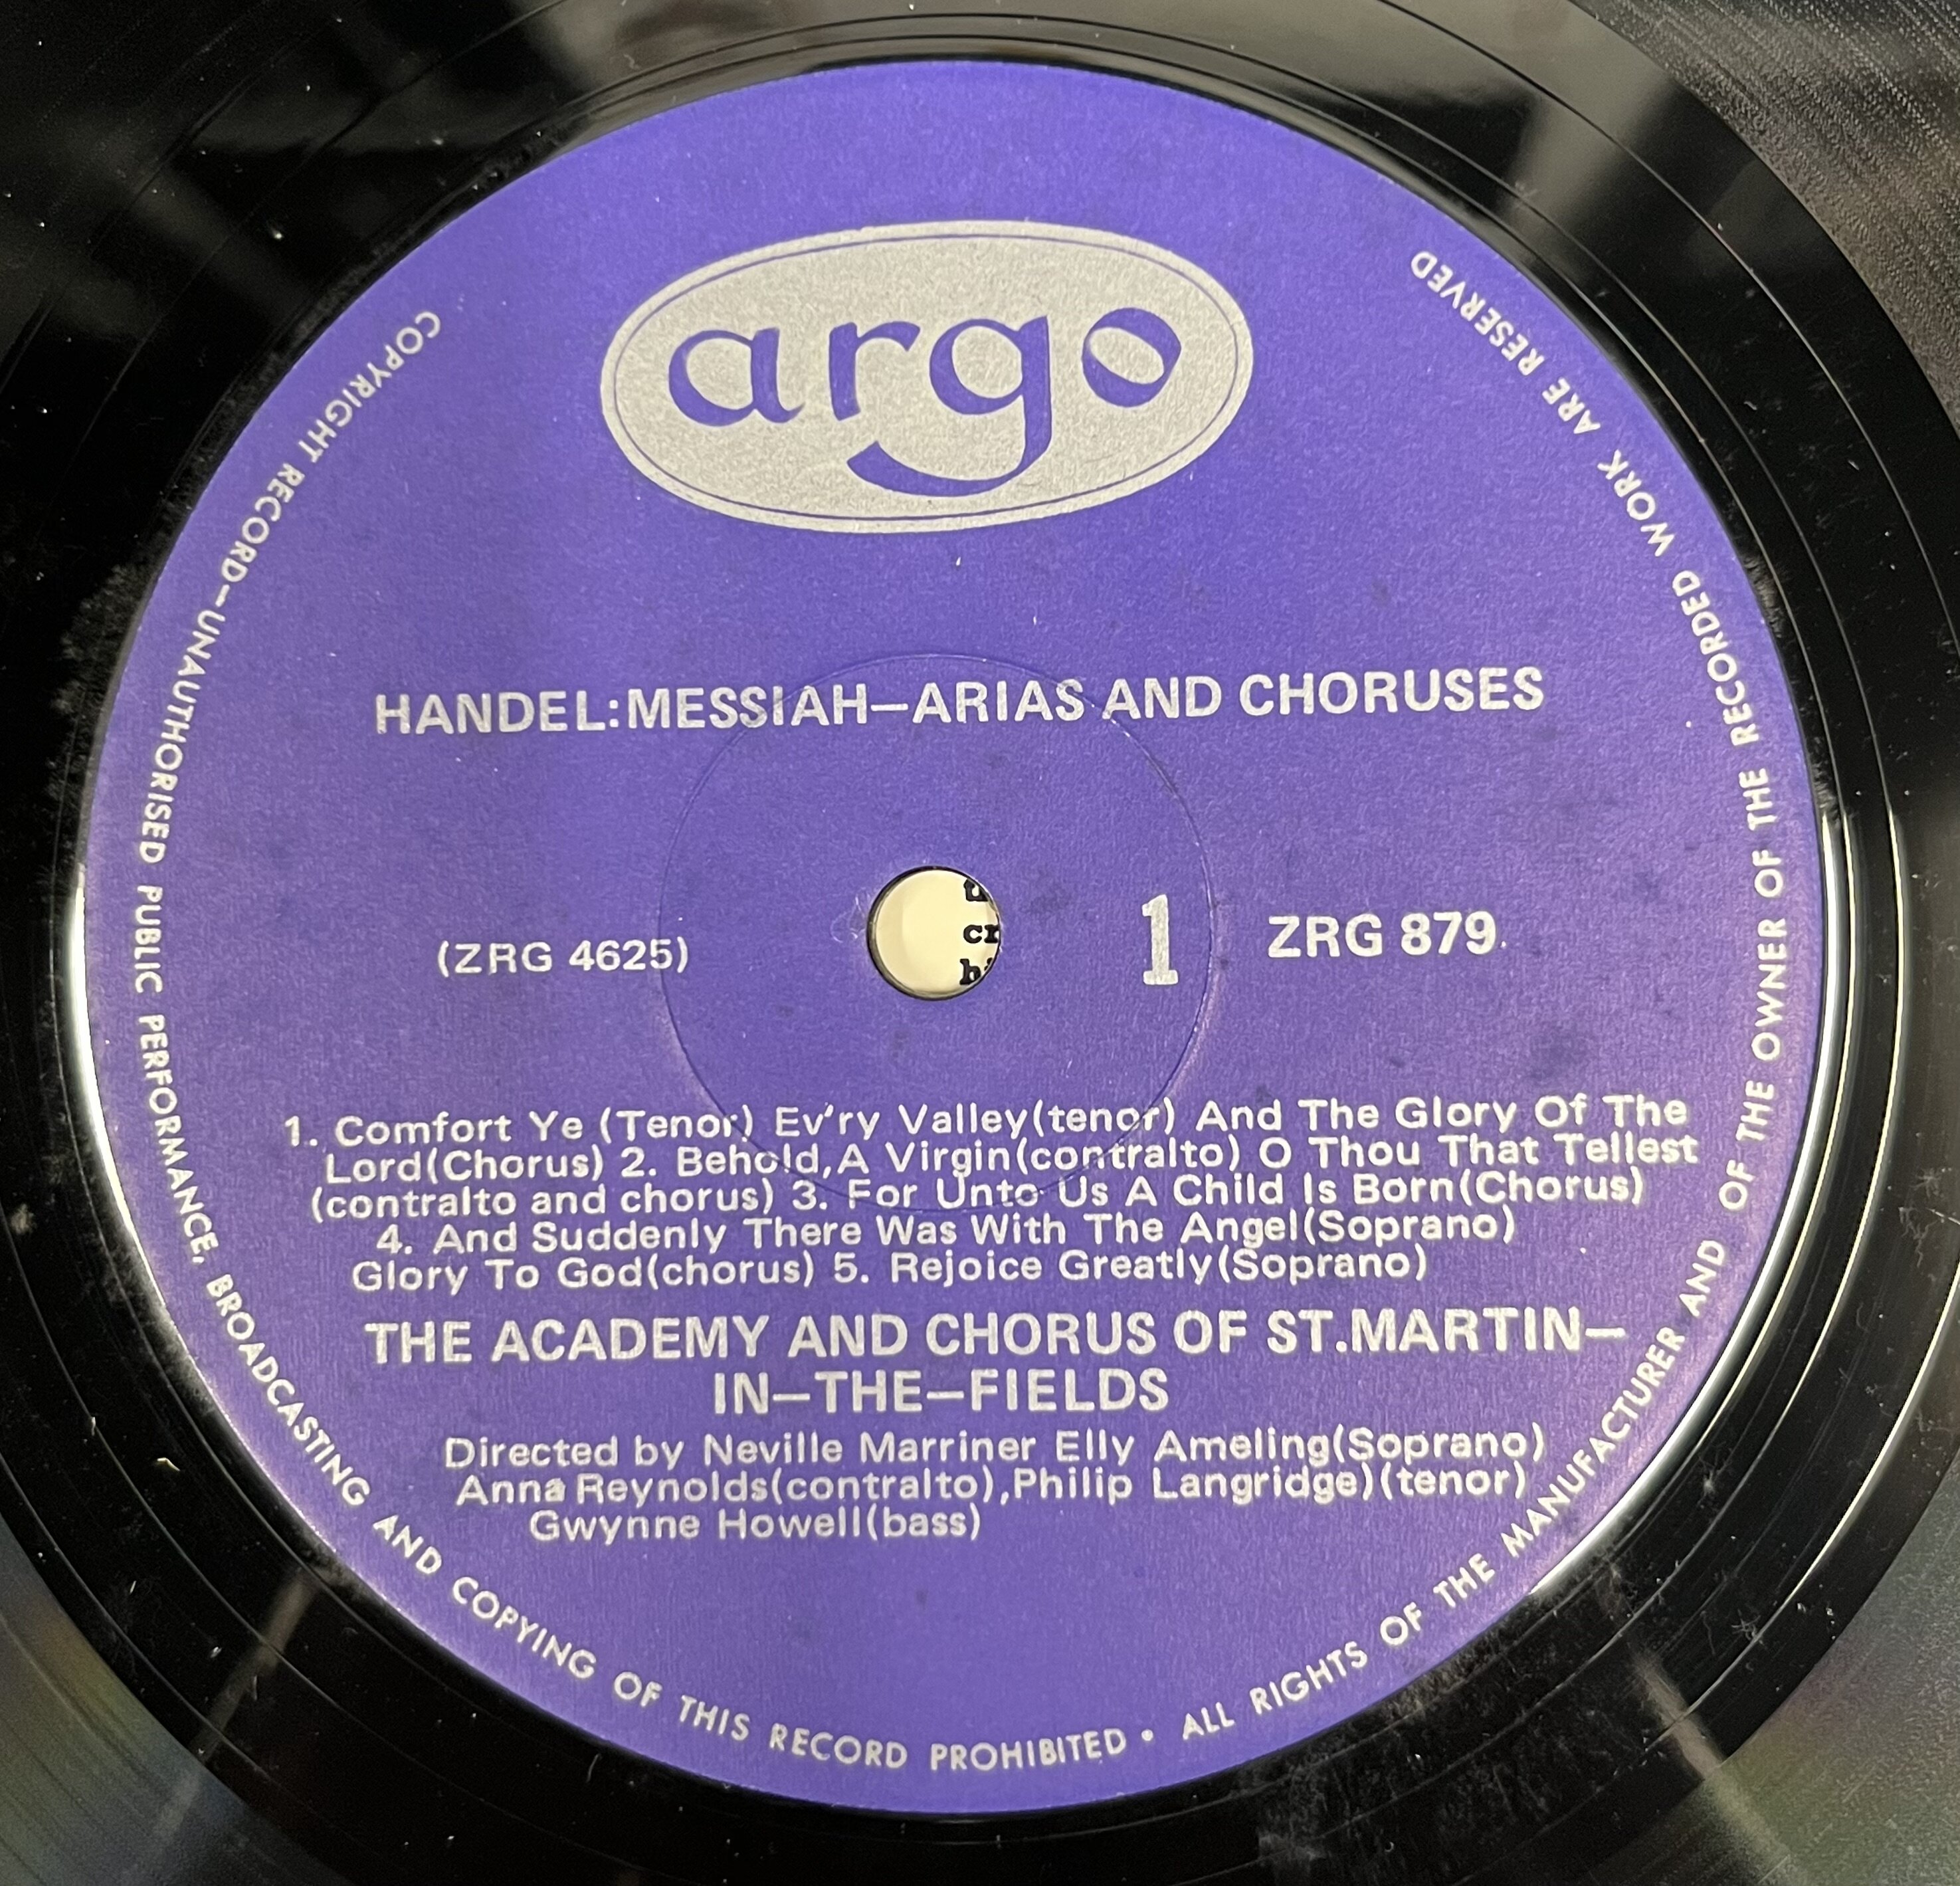 argo
HANDEL:MESSIAH—ARIAS AND CHORUSES
(ZRG 4625)
1
ZRG 879
1. Comfort Ye (Tenor) Ev'ry Valley(tenor) And The Glory Of The
Lord(Chorus) 2. Behold,A Virgin(contralto) O Thou That Tellest
(contralto and chorus) 3. For Unto Us A Child Is Born(Chorus)
4. And Suddenly There Was With The Angel(Soprano)
Glory To God(chorus) 5. Rejoice Greatly(Soprano)
THE ACADEMY AND CHORUS OF ST.MARTIN—
IN—THE—FIELDS
Directed by Neville Marriner Elly Ameling(Soprano)
Anna Reynolds(contralto),Philip Langridge)(tenor)
Gwynne Howell(bass)
COPYRIGHT RECORD—UNAUTHORISED PUBLIC PERFORMANCE, BROADCASTING AND COPYING OF THIS RECORD PROHIBITED • ALL RIGHTS OF THE MANUFACTURER AND OF THE OWNER OF THE RECORDED WORK ARE RESERVED